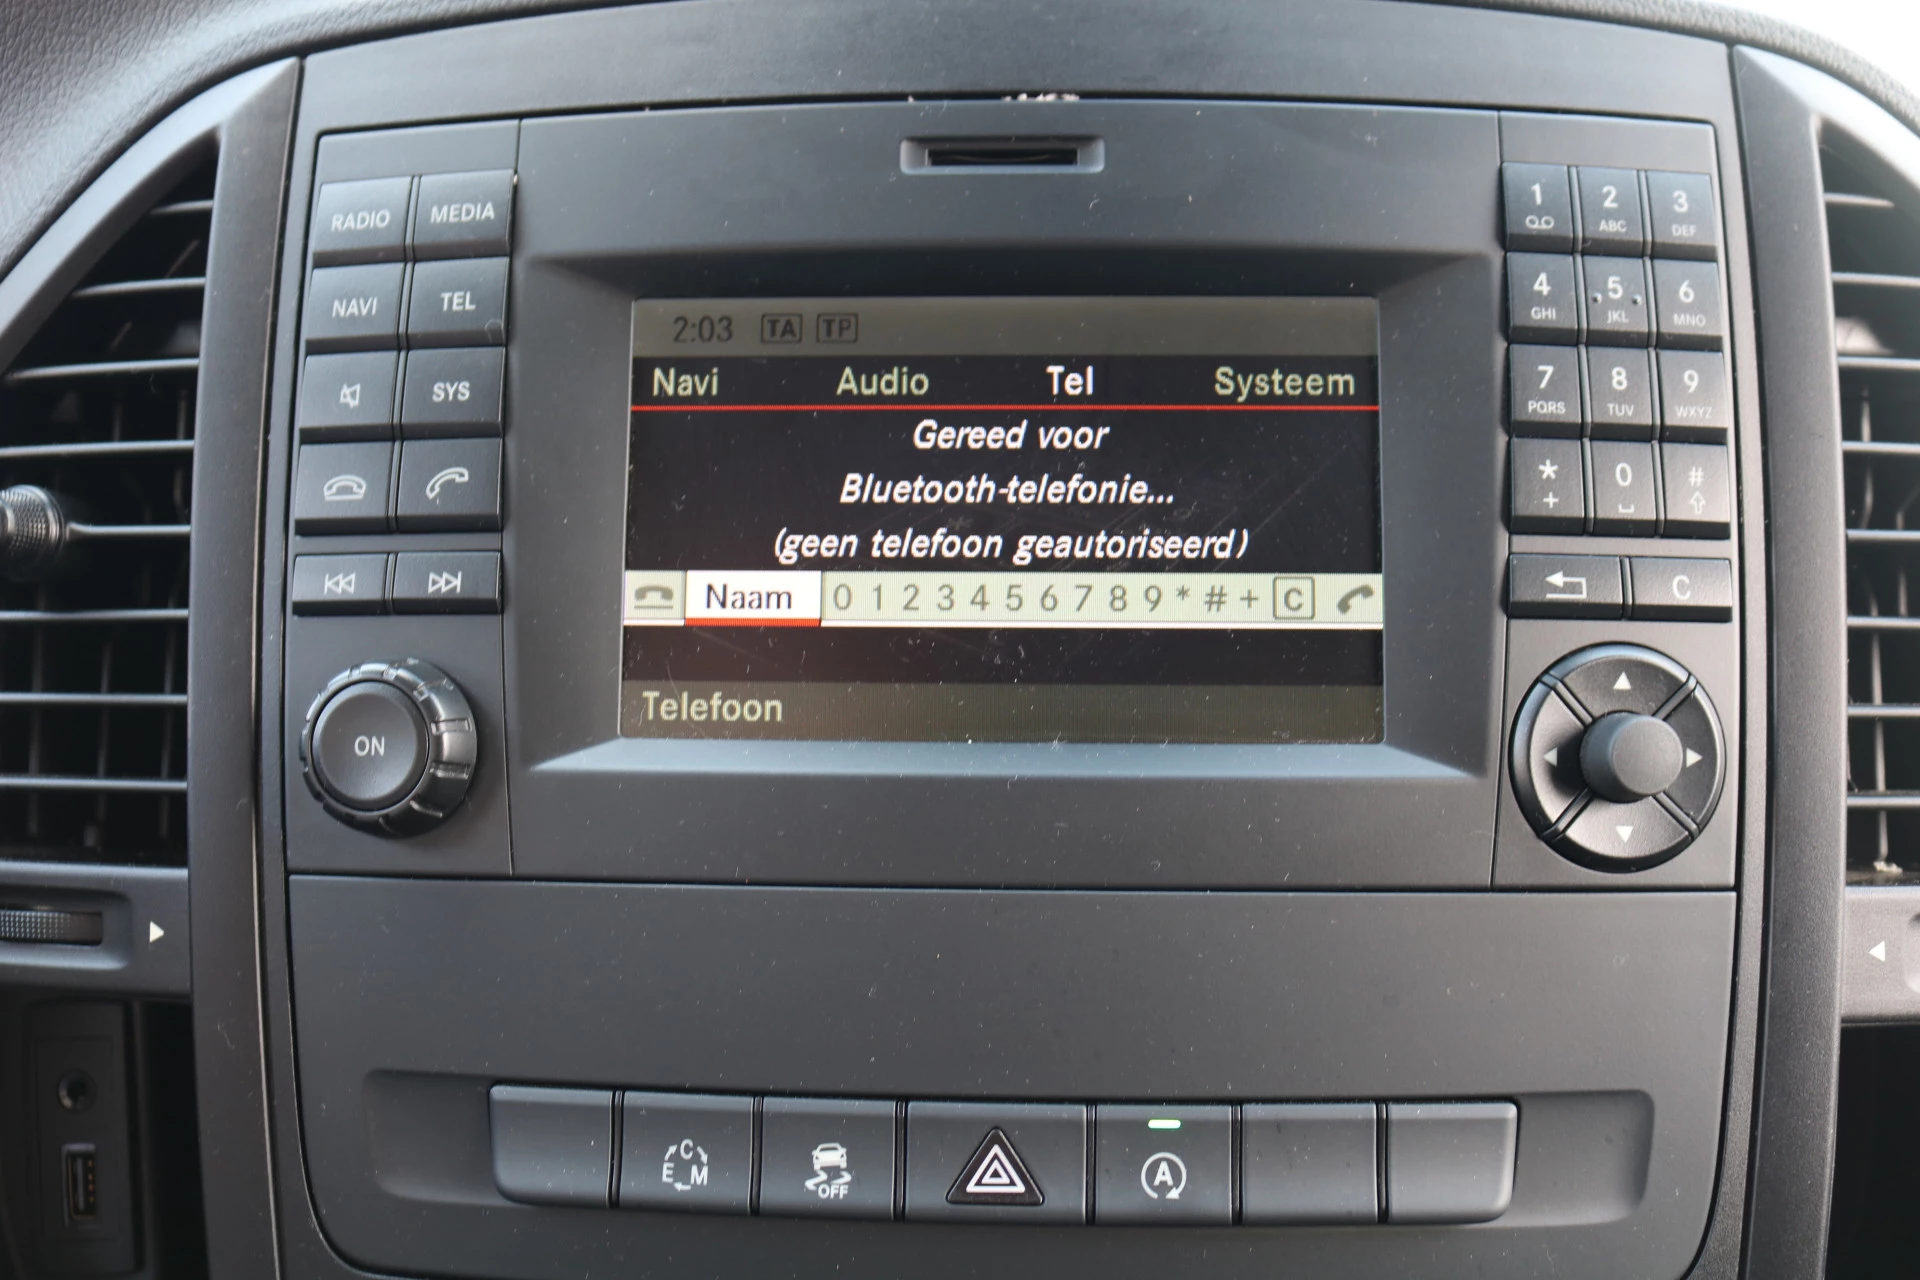 RADIO MEDIA
NAVI TEL
SYS
ON
2:03 TA TP
Navi Audio Tel Systeem
Gereed voor
Bluetooth-telefonie...
(geen telefoon geautoriseerd)
Naam 0 1 2 3 4 5 6 7 8 9 * # + C
Telefoon
1 2 3
ABC DEF
4 5 6
GHI JKL MNO
7 8 9
PQRS TUV WXYZ
* 0 #
+
C
C
E M
OFF
A